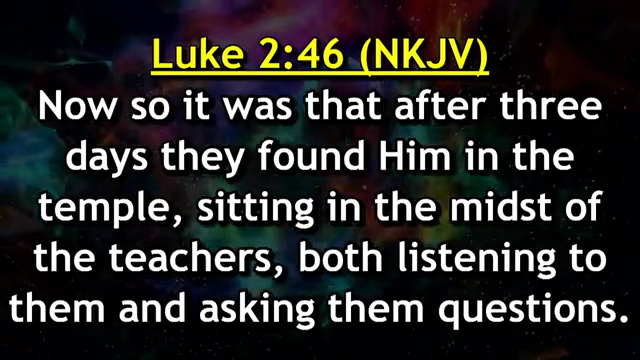 Luke 2:46 (NKJV)
Now so it was that after three
days they found Him in the
temple, sitting in the midst of
the teachers, both listening to
them and asking them questions.